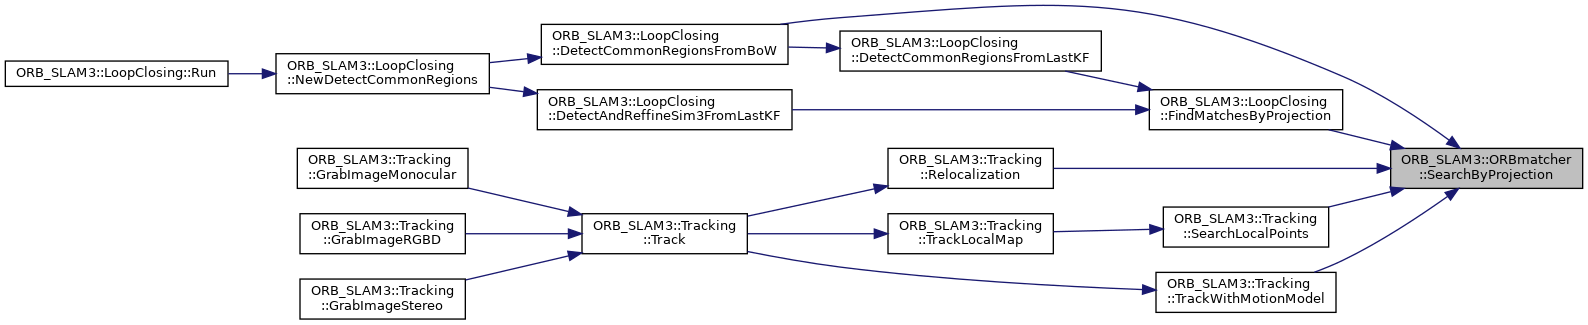 ORB_SLAM3::LoopClosing::Run
ORB_SLAM3::LoopClosing
::NewDetectCommonRegions
ORB_SLAM3::LoopClosing
::DetectCommonRegionsFromBoW
ORB_SLAM3::LoopClosing
::DetectAndReffineSim3FromLastKF
ORB_SLAM3::LoopClosing
::DetectCommonRegionsFromLastKF
ORB_SLAM3::LoopClosing
::FindMatchesByProjection
ORB_SLAM3::ORBmatcher
::SearchByProjection
ORB_SLAM3::Tracking
::GrabImageMonocular
ORB_SLAM3::Tracking
::GrabImageRGBD
ORB_SLAM3::Tracking
::GrabImageStereo
ORB_SLAM3::Tracking
::Track
ORB_SLAM3::Tracking
::Relocalization
ORB_SLAM3::Tracking
::TrackLocalMap
ORB_SLAM3::Tracking
::SearchLocalPoints
ORB_SLAM3::Tracking
::TrackWithMotionModel